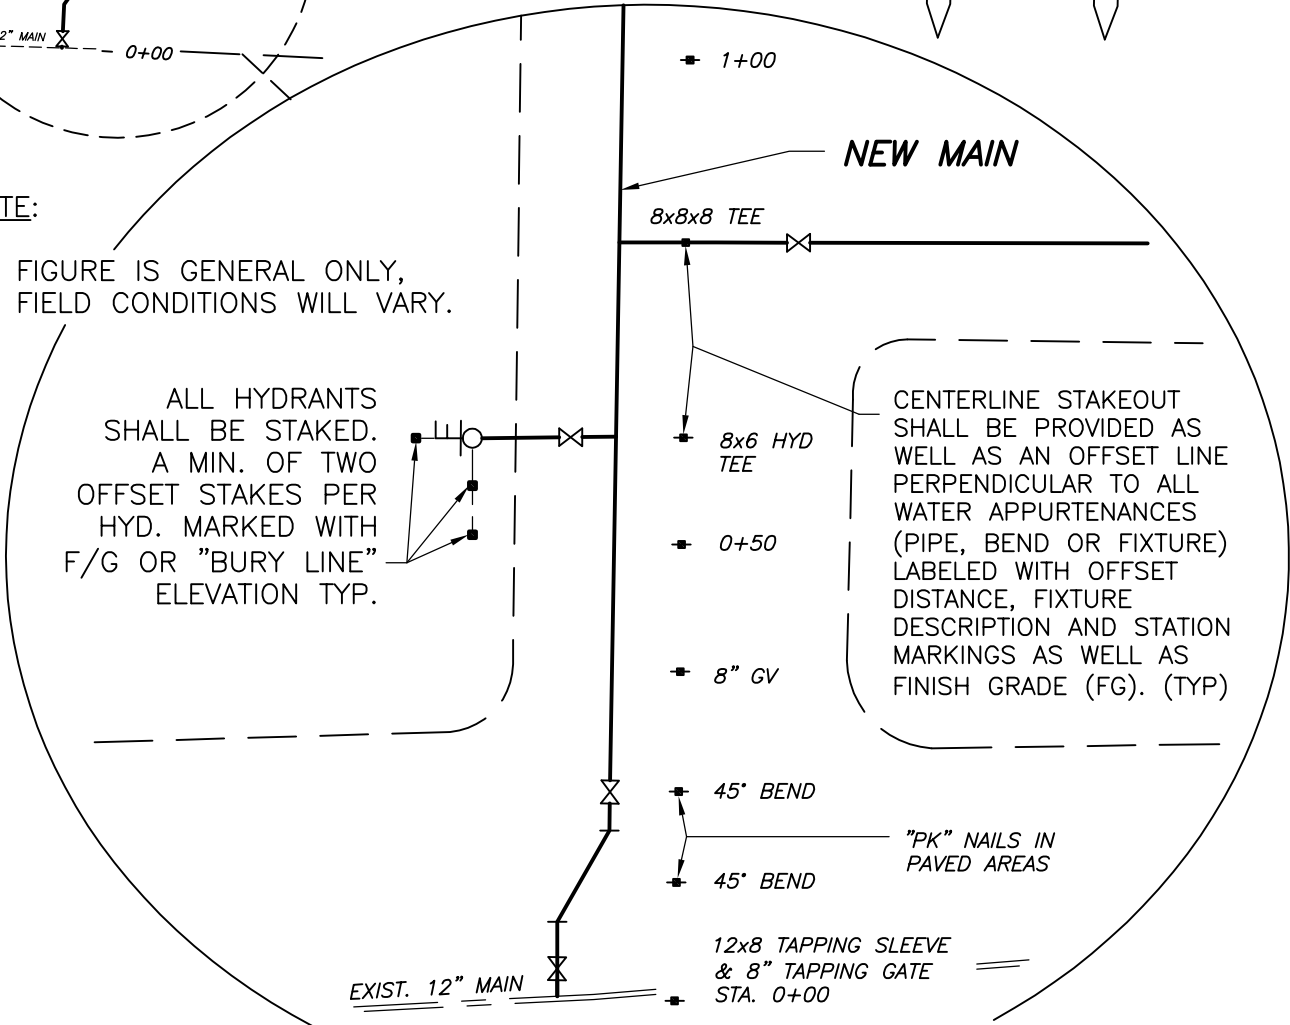 2" MAIN
0+00
1+00
NEW MAIN
TE:
8x8x8 TEE
FIGURE IS GENERAL ONLY,
FIELD CONDITIONS WILL VARY.
ALL HYDRANTS
SHALL BE STAKED.
A MIN. OF TWO
OFFSET STAKES PER
HYD. MARKED WITH
F/G OR "BURY LINE"
ELEVATION TYP.
CENTERLINE STAKEOUT
SHALL BE PROVIDED AS
WELL AS AN OFFSET LINE
PERPENDICULAR TO ALL
WATER APPURTENANCES
(PIPE, BEND OR FIXTURE)
LABELED WITH OFFSET
DISTANCE, FIXTURE
DESCRIPTION AND STATION
MARKINGS AS WELL AS
FINISH GRADE (FG). (TYP)
8x6 HYD
TEE
0+50
8" GV
45° BEND
"PK" NAILS IN
PAVED AREAS
45° BEND
12x8 TAPPING SLEEVE
& 8" TAPPING GATE
STA. 0+00
EXIST. 12" MAIN